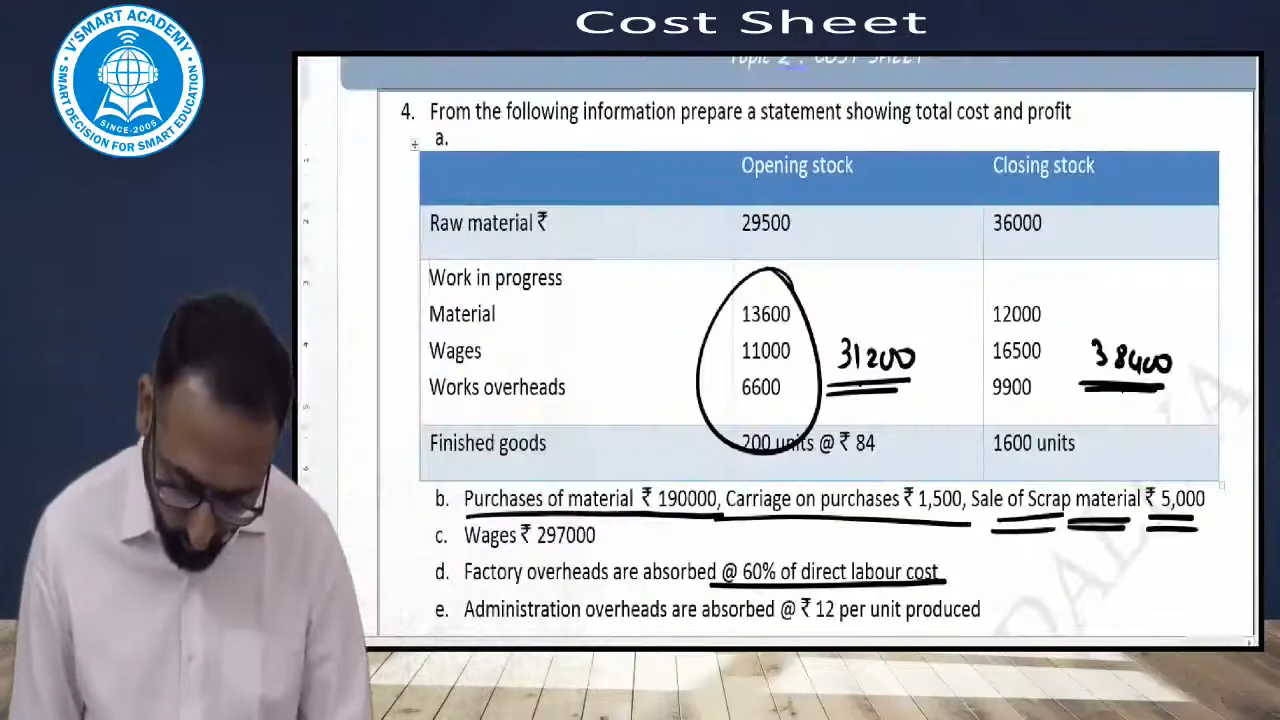 Cost Sheet
V'SMART ACADEMY
SINCE-2005
SMART DECISION FOR SMART EDUCATION
Topic 2 : COST SHEET
4. From the following information prepare a statement showing total cost and profit
a.
Opening stock Closing stock
Raw material ₹ 29500 36000
Work in progress
Material 13600 12000
Wages 11000 31200 16500 38400
Works overheads 6600 9900
Finished goods 200 units @ ₹ 84 1600 units
b. Purchases of material ₹ 190000, Carriage on purchases ₹ 1,500, Sale of Scrap material ₹ 5,000
c. Wages ₹ 297000
d. Factory overheads are absorbed @ 60% of direct labour cost
e. Administration overheads are absorbed @ ₹ 12 per unit produced